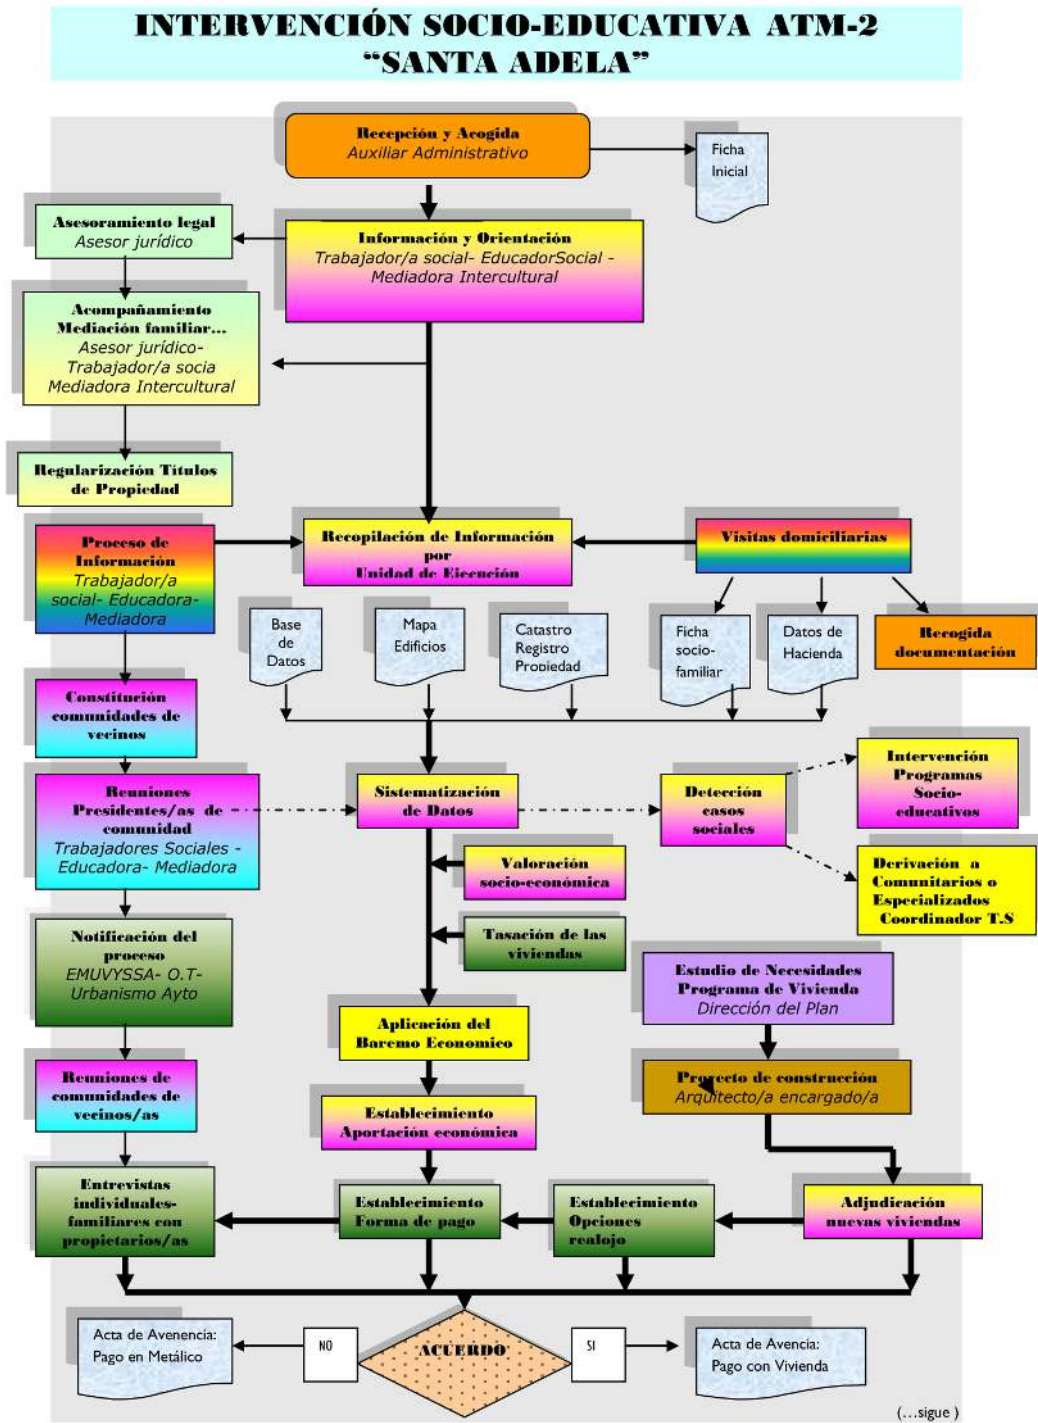 INTERVENCIÓN SOCIO-EDUCATIVA ATM-2
“SANTA ADELA”
Recepción y Acogida
Auxiliar Administrativo
Ficha
Inicial
Asesoramiento legal
Asesor jurídico
Información y Orientación
Trabajador/a social- EducadorSocial -
Mediadora Intercultural
Acompañamiento
Mediación familiar...
Asesor jurídico-
Trabajador/a socia
Mediadora Intercultural
Regularización Títulos
de Propiedad
Proceso de
Información
Trabajador/a
social- Educadora-
Mediadora
Recopilación de Información
por
Unidad de Ejecución
Visitas domiciliarias
Base
de
Datos
Mapa
Edificios
Catastro
Registro
Propiedad
Ficha
socio-
familiar
Datos de
Hacienda
Recogida
documentación
Constitución
comunidades de
vecinos
Reuniones
Presidentes/as de
comunidad
Trabajadores Sociales -
Educadora- Mediadora
Sistematización
de Datos
Detección
casos
sociales
Intervención
Programas
Socio-
educativos
Valoración
socio-económica
Derivación a
Comunitarios o
Especializados
Coordinador T.S
Tasación de las
viviendas
Notificación del
proceso
EMUVYSSA- O.T-
Urbanismo Ayto
Estudio de Necesidades
Programa de Vivienda
Dirección del Plan
Aplicación del
Baremo Economico
Reuniones de
comunidades de
vecinos/as
Proyecto de construcción
Arquitecto/a encargado/a
Establecimiento
Aportación económica
Entrevistas
individuales-
familiares con
propietarios/as
Establecimiento
Forma de pago
Establecimiento
Opciones
realojo
Adjudicación
nuevas viviendas
Acta de Avenencia:
Pago en Metálico
NO
ACUERDO
SI
Acta de Avencia:
Pago con Vivienda
(...sigue )